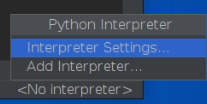 Python Interpreter
Interpreter Settings...
Add Interpreter...
<No interpreter>